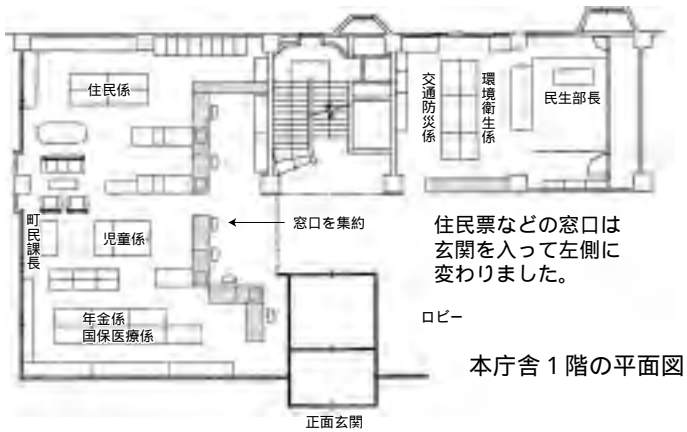 住民係
交通防災係
環境衛生係
民生部長
町民課長
児童係
窓口を集約
住民票などの窓口は
玄関を入って左側に
変わりました。
年金係
国保医療係
ロビー
本庁舎１階の平面図
正面玄関